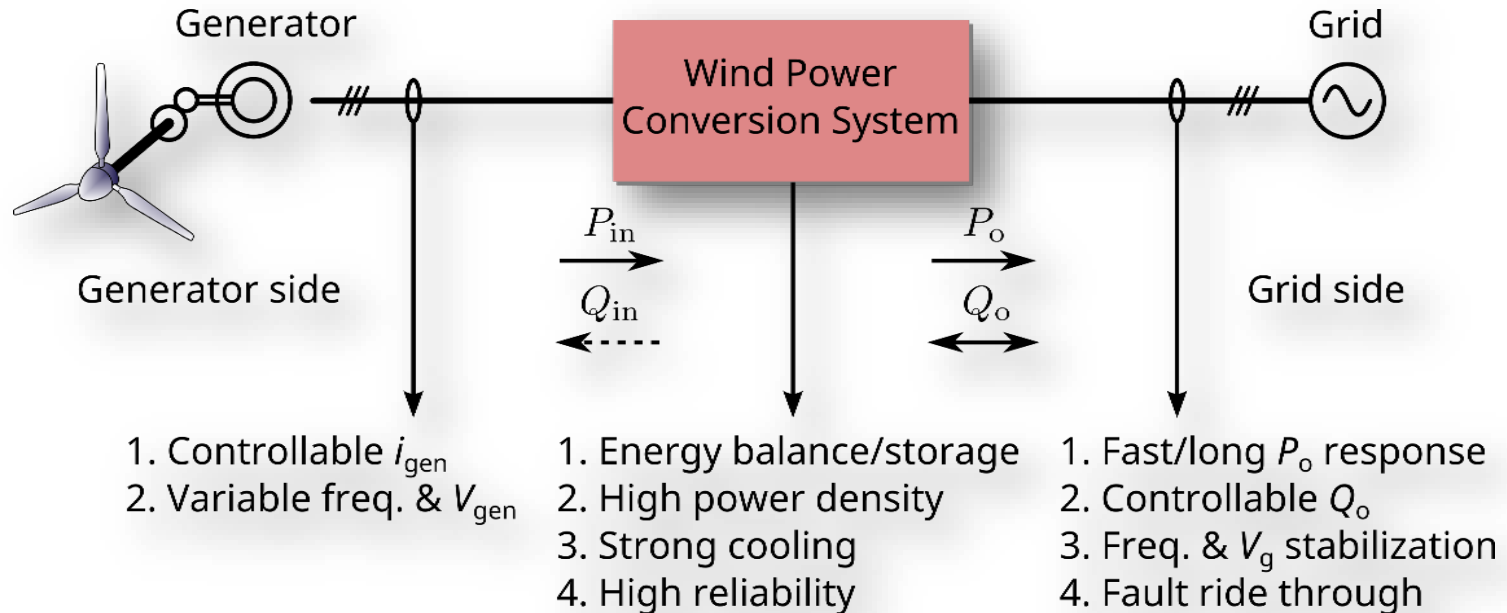 Generator
Wind Power
Conversion System
Grid
P_in
P_o
Generator side
Q_in
Q_o
Grid side
1. Controllable i_gen
2. Variable freq. & V_gen
1. Energy balance/storage
2. High power density
3. Strong cooling
4. High reliability
1. Fast/long P_o response
2. Controllable Q_o
3. Freq. & V_g stabilization
4. Fault ride through